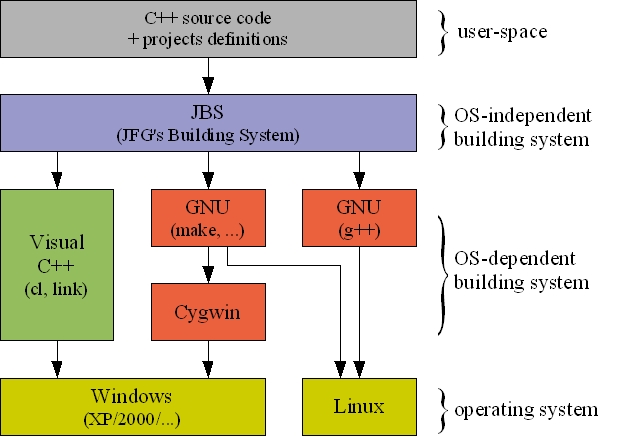 C++ source code
+ projects definitions
user-space
JBS
(JFG's Building System)
OS-independent
building system
Visual
C++
(cl, link)
GNU
(make, ...)
GNU
(g++)
Cygwin
OS-dependent
building system
Windows
(XP/2000/...)
Linux
operating system